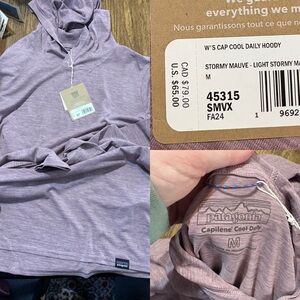 everything we m
Nous garantissons tout ce que no
W'S CAP COOL DAILY HOODY
STORMY MAUVE - LIGHT STORMY MA
M
45315
SMVX
FA24
1
9692
CAD $79.00
U.S. $65.00
patagonia
Capilene Cool Daily
M